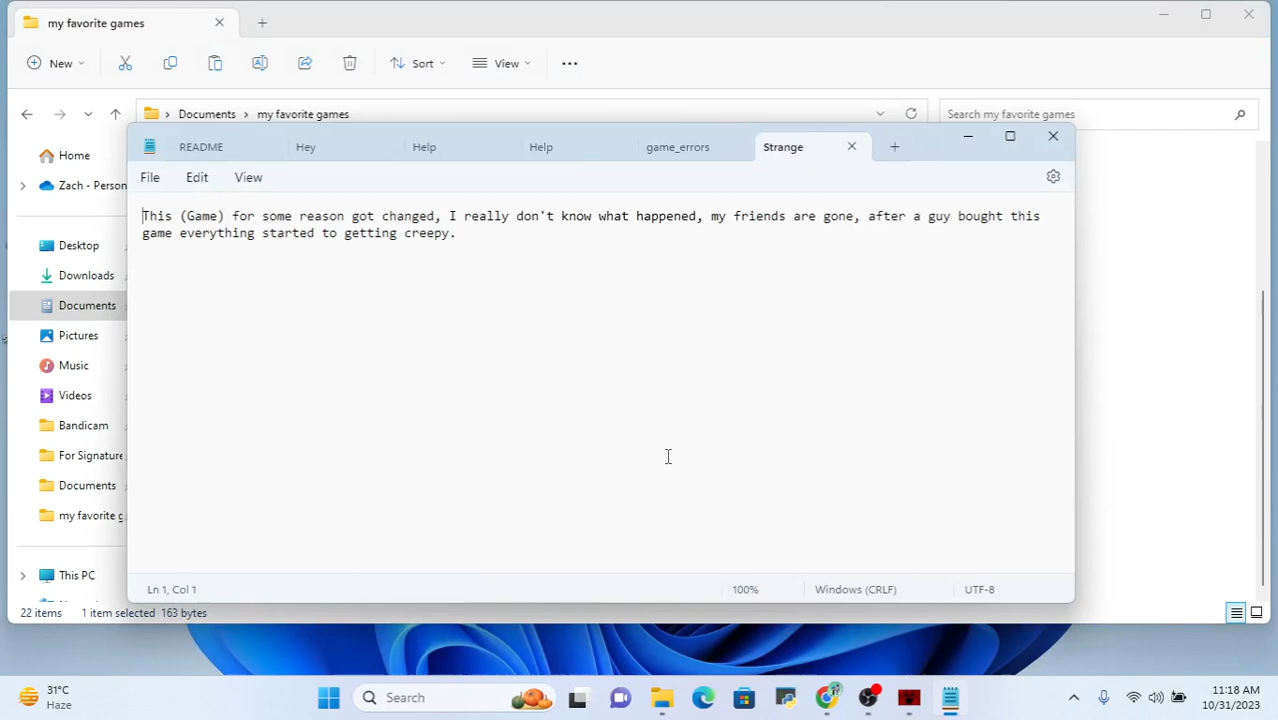 my favorite games
New
Sort
View
Documents
my favorite games
Search my favorite games
README
Hey
Help
Help
game_errors
Strange
File
Edit
View
This (Game) for some reason got changed, I really don't know what happened, my friends are gone, after a guy bought this
game everything started to getting creepy.
Home
Zach - Person
Desktop
Downloads
Documents
Pictures
Music
Videos
Bandicam
For Signature
Documents
my favorite g
This PC
Ln 1, Col 1
100%
Windows (CRLF)
UTF-8
22 items
1 item selected 163 bytes
31°C
Haze
Search
11:18 AM
10/31/2023